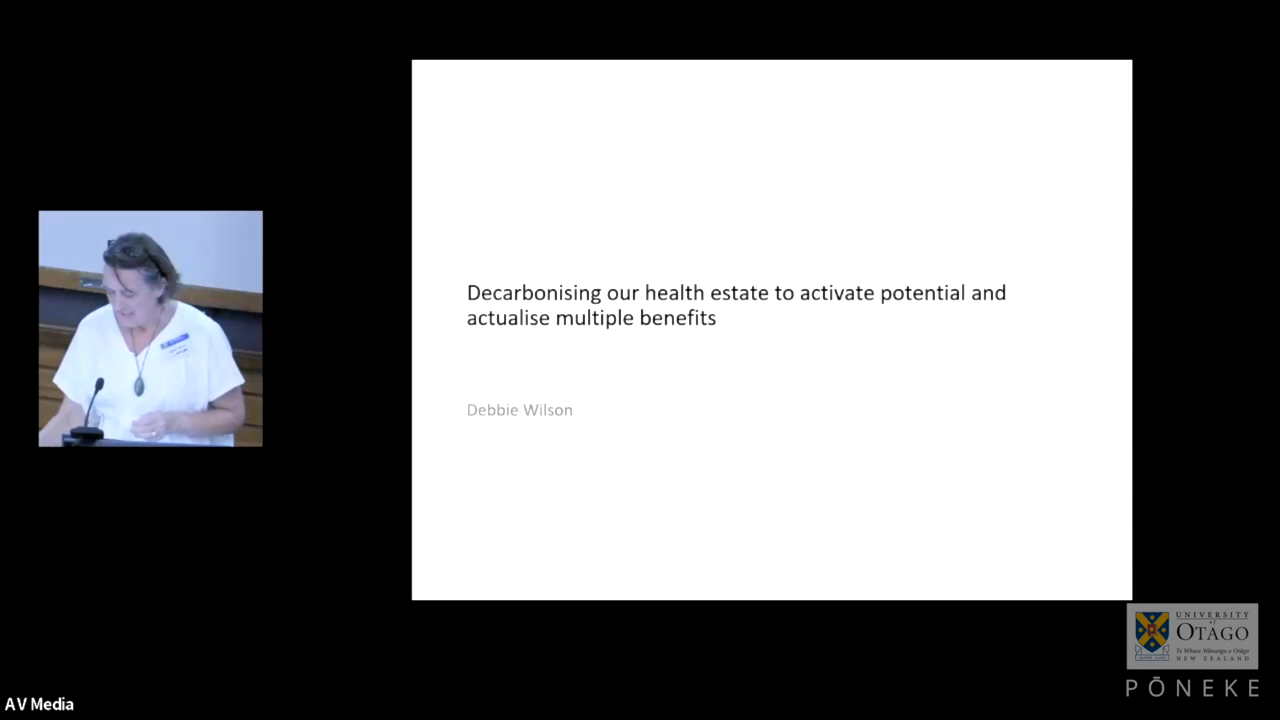 Decarbonising our health estate to activate potential and
actualise multiple benefits
Debbie Wilson
UNIVERSITY
of
OTAGO
Te Whare Wānanga o Otāgo
NEW ZEALAND
PŌNEKE
AV Media